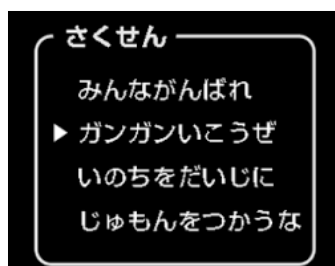 さくせん
みんながんばれ
▶ガンガンいこうぜ
いのちをだいじに
じゅもんをつかうな